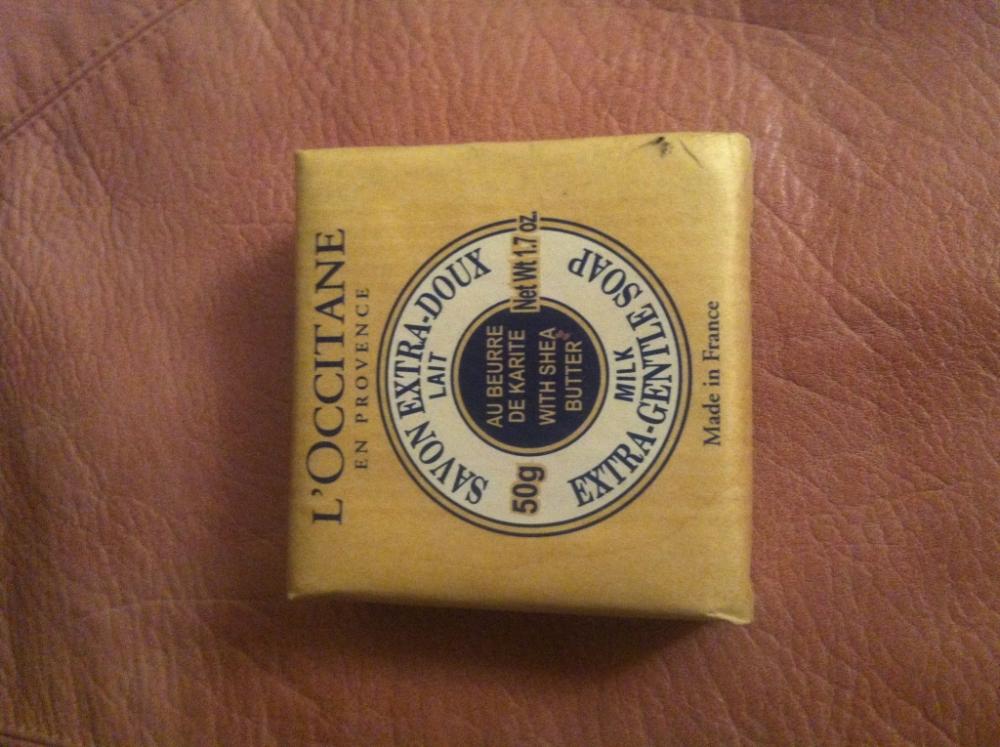 L'OCCITANE
EN PROVENCE
SAVON EXTRA-DOUX
LAIT
AU BEURRE
DE KARITE
WITH SHEA
BUTTER
50g
Net Wt 1.7 oz.
MILK
EXTRA-GENTLE SOAP
Made in France